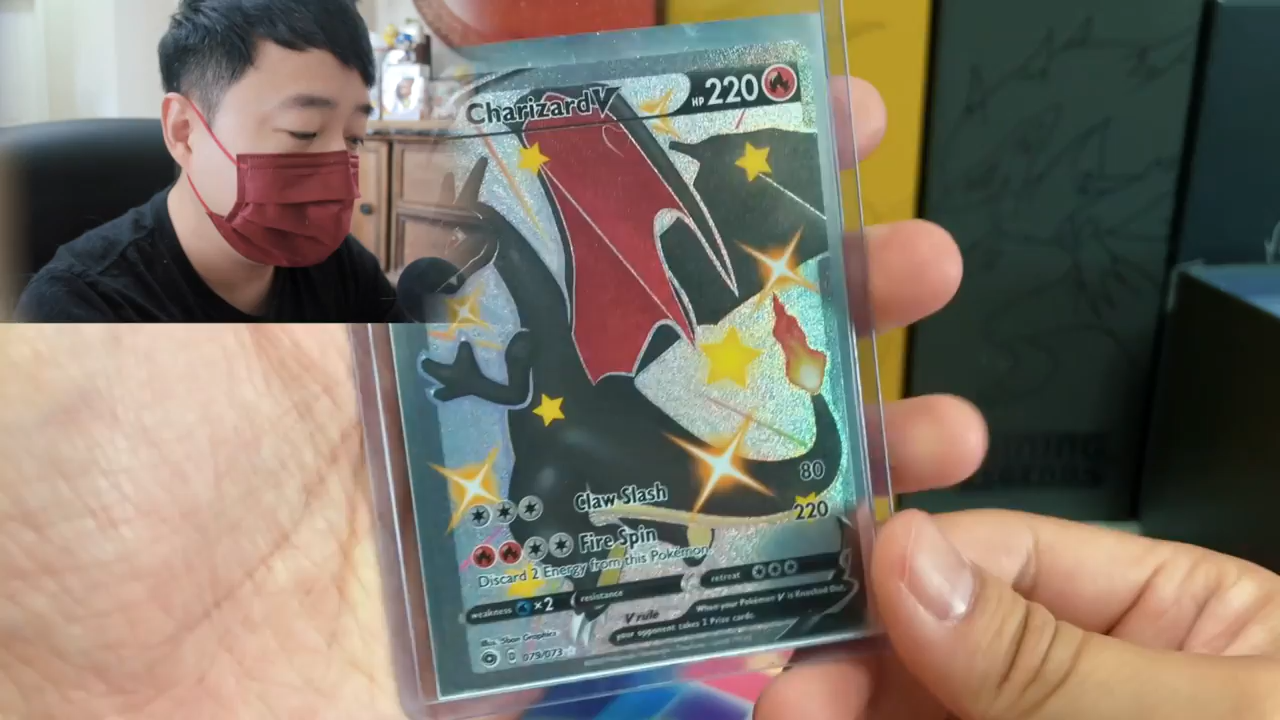 Charizard V HP 220
Claw Slash 80
220
Fire Spin
Discard 2 Energy from this Pokémon.
weakness ×2 resistance retreat
V rule When your Pokémon V is Knocked Out,
your opponent takes 2 Prize cards.
Illus. 5ban Graphics
079/073